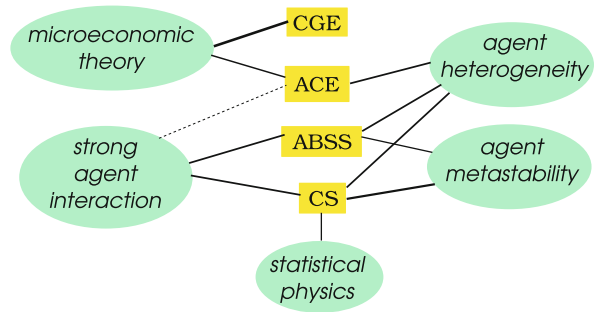 microeconomic
theory
CGE
agent
heterogeneity
ACE
strong
agent
interaction
ABSS
agent
metastability
CS
statistical
physics